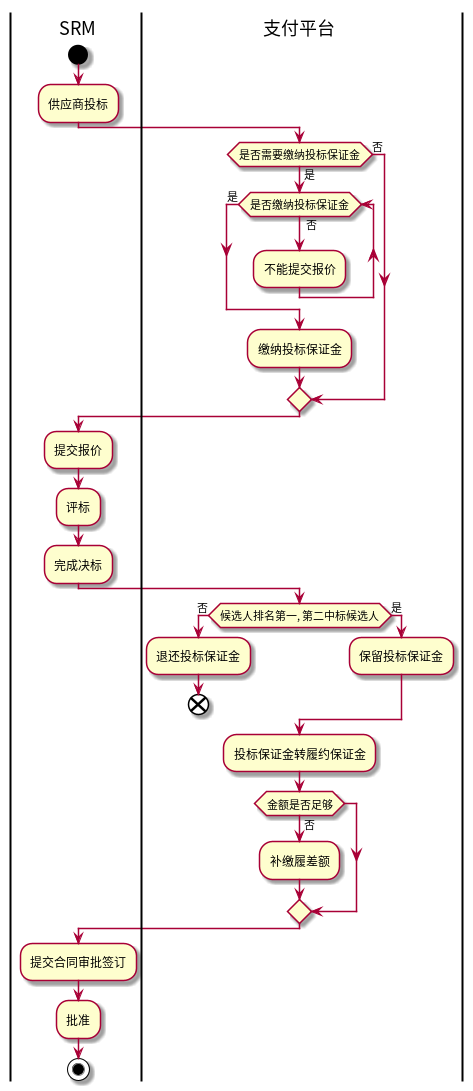 SRM
支付平台
供应商投标
是否需要缴纳投标保证金
否
是
是
是否缴纳投标保证金
否
不能提交报价
缴纳投标保证金
提交报价
评标
完成决标
否
候选人排名第一, 第二中标候选人
是
退还投标保证金
保留投标保证金
投标保证金转履约保证金
金额是否足够
否
补缴履差额
提交合同审批签订
批准